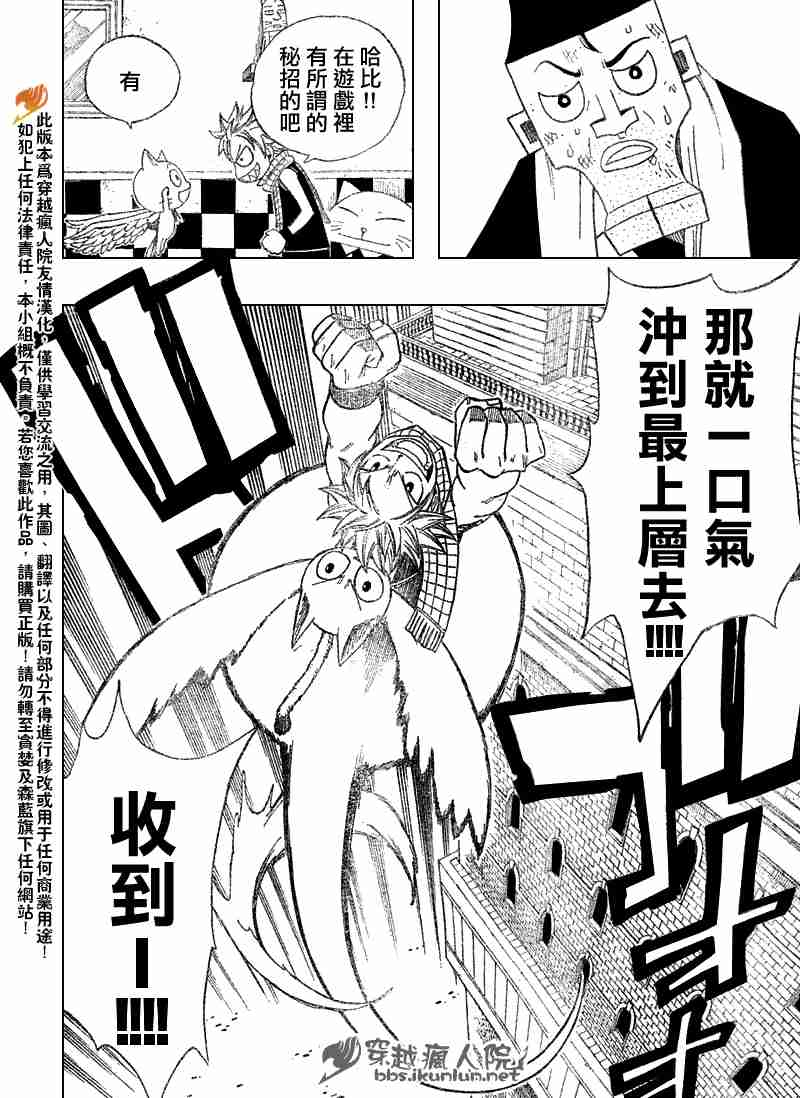 哈比!!
在遊戲裡
有所謂的
秘招的吧
有
那就一口氣
沖到最上層去!!!!
收到ー!!!!
此版本爲穿越瘋人院友情漢化，僅供學習交流之用，其圖、翻譯以及任何部分不得進行修改或用于任何商業用途！
如犯上任何法律責任，本小組概不負責。若您喜歡此作品，請購買正版！請勿轉至貪婪及森藍旗下任何網站！
穿越瘋人院
bbs.ikunlun.net